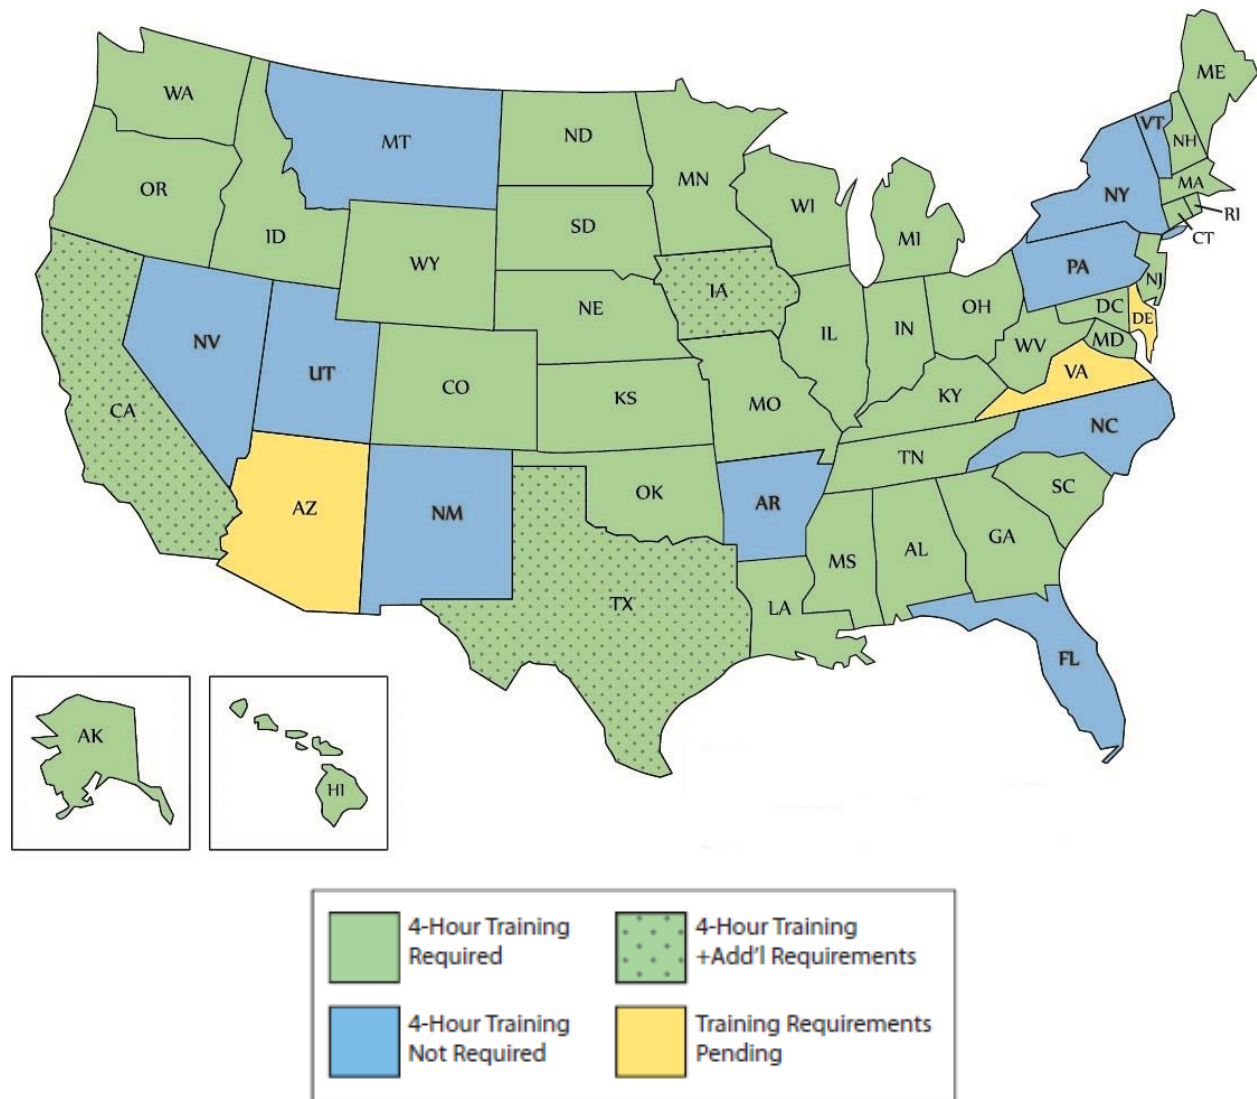 WA
MT
ND
MN
OR
ID
SD
WI
MI
ME
VT
NH
NY
MA
RI
CT
WY
IA
NE
PA
NJ
NV
UT
CO
KS
IL
IN
OH
DC
DE
WV
MD
VA
CA
MO
KY
NC
AZ
NM
OK
AR
TN
SC
TX
LA
MS
AL
GA
FL
AK
HI
4-Hour Training
Required
4-Hour Training
+Add'l Requirements
4-Hour Training
Not Required
Training Requirements
Pending